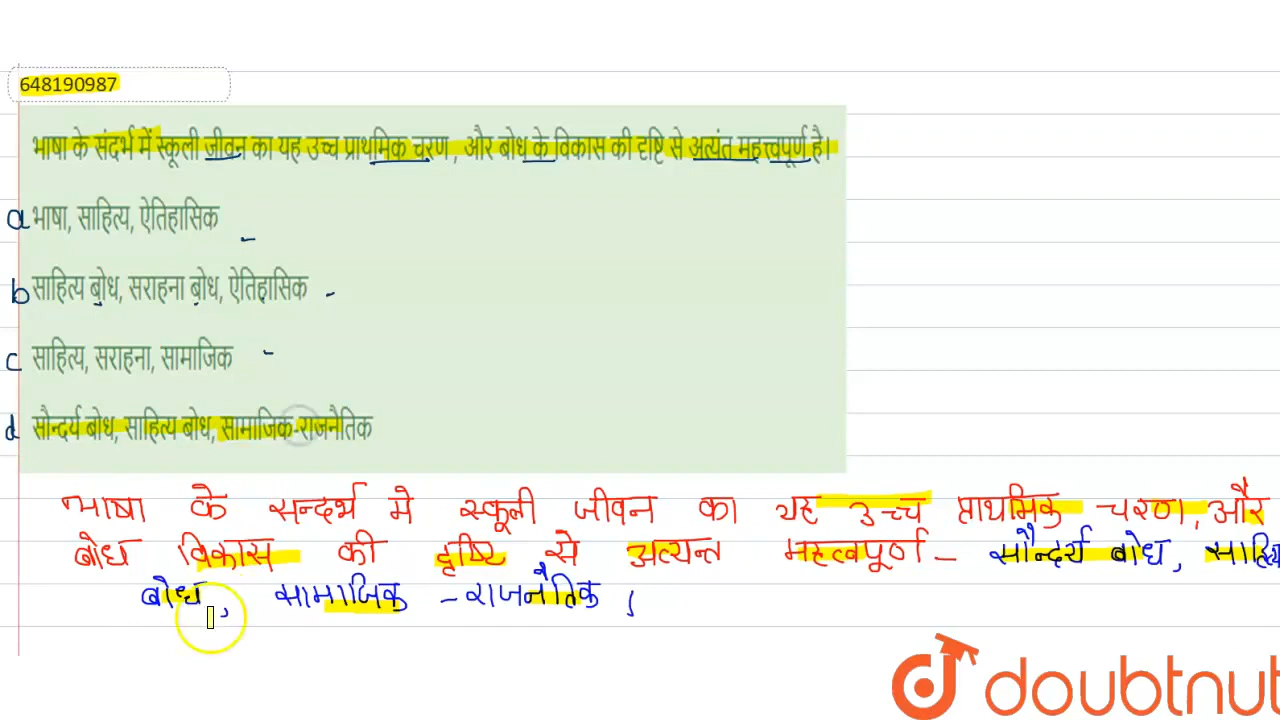 648190987
भाषा के संदर्भ में स्कूली जीवन का यह उच्च प्राथमिक चरण , और बोध के विकास की दृष्टि से अत्यंत महत्त्वपूर्ण है।
a भाषा, साहित्य, ऐतिहासिक
b साहित्य बोध, सराहना बोध, ऐतिहासिक
c साहित्य, सराहना, सामाजिक
d सौन्दर्य बोध, साहित्य बोध, सामाजिक-राजनैतिक
भाषा के सन्दर्भ मे स्कूली जीवन का यह उच्च प्राथमिक चरण, और
बोध विकास की दृष्टि से अत्यन्त महत्वपूर्ण – सौन्दर्य बोध, साहित्य
बोध, सामाजिक - राजनैतिक ,
doubtnut